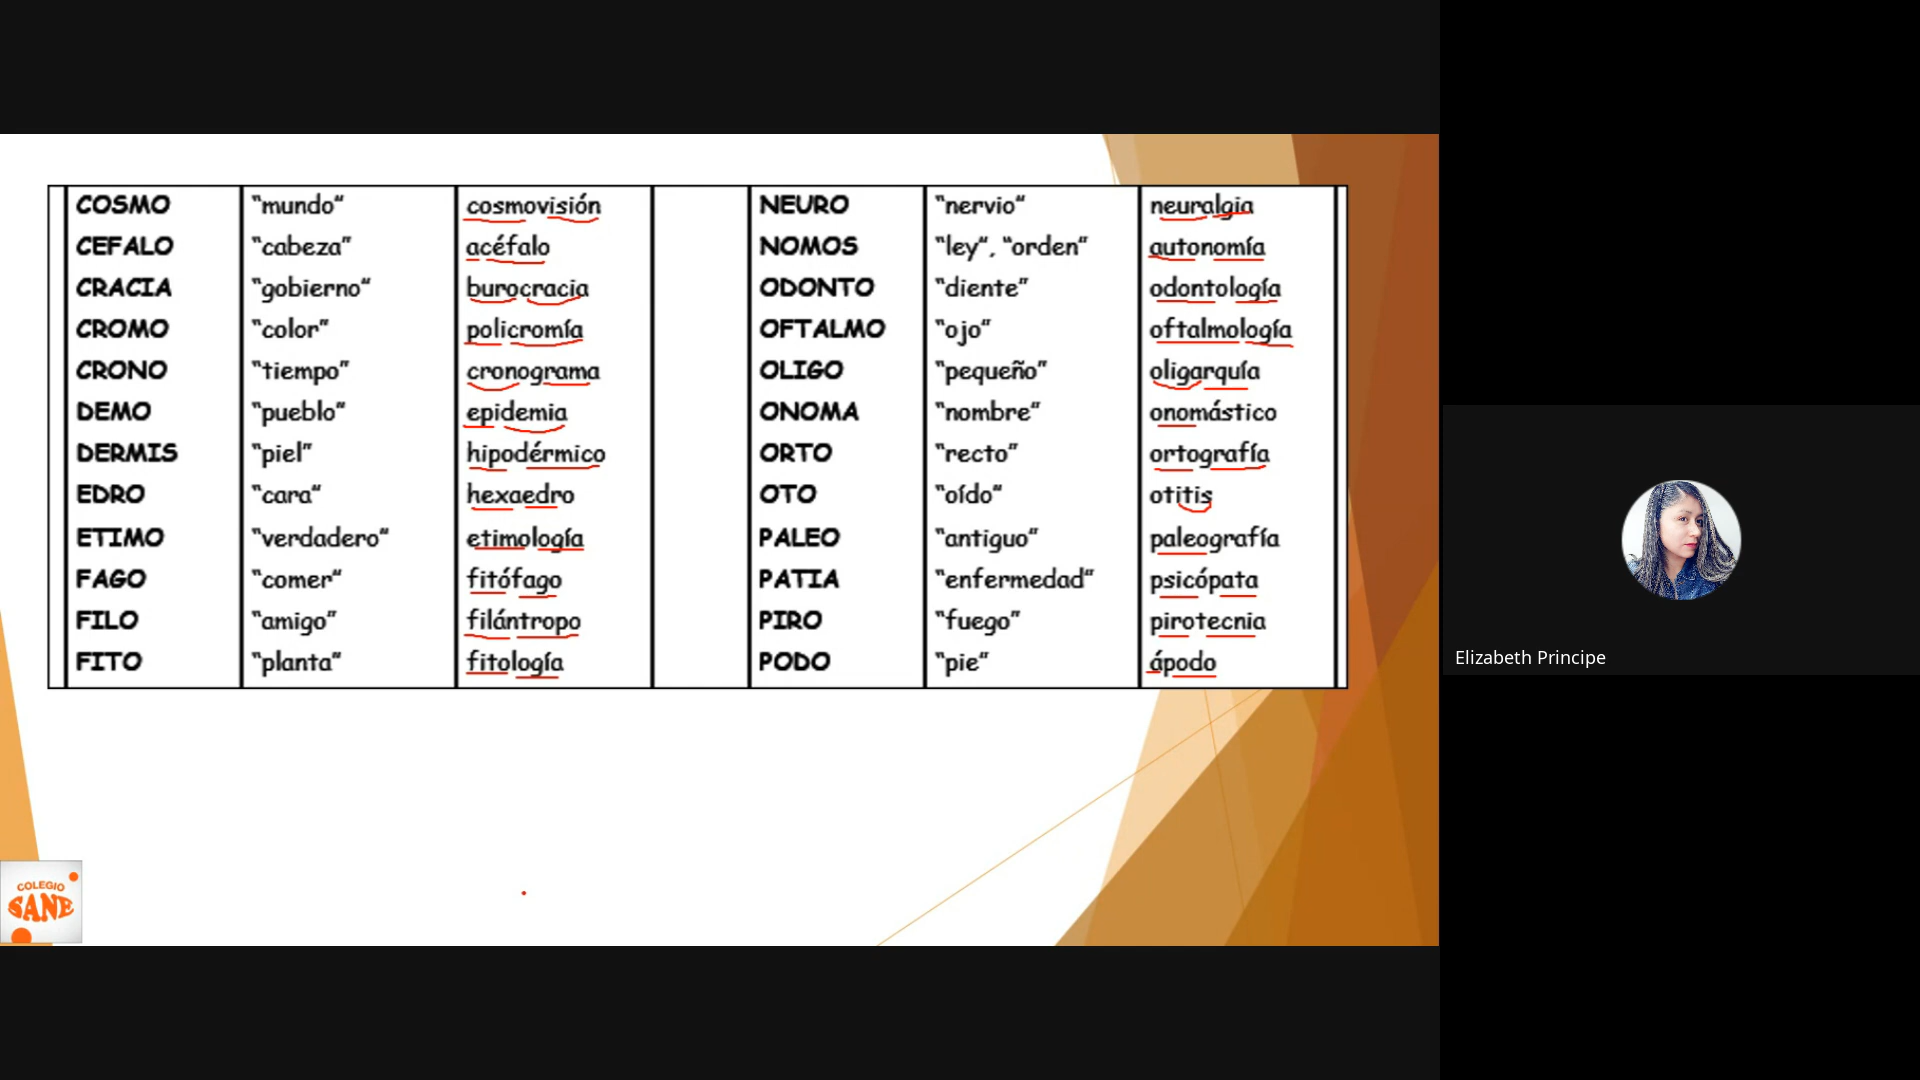 COSMO "mundo" cosmovisión NEURO "nervio" neuralgia
CEFALO "cabeza" acéfalo NOMOS "ley", "orden" autonomía
CRACIA "gobierno" burocracia ODONTO "diente" odontología
CROMO "color" policromía OFTALMO "ojo" oftalmología
CRONO "tiempo" cronograma OLIGO "pequeño" oligarquía
DEMO "pueblo" epidemia ONOMA "nombre" onomástico
DERMIS "piel" hipodérmico ORTO "recto" ortografía
EDRO "cara" hexaedro OTO "oído" otitis
ETIMO "verdadero" etimología PALEO "antiguo" paleografía
FAGO "comer" fitófago PATIA "enfermedad" psicópata
FILO "amigo" filántropo PIRO "fuego" pirotecnia
FITO "planta" fitología PODO "pie" ápodo
Elizabeth Principe
COLEGIO
SANE